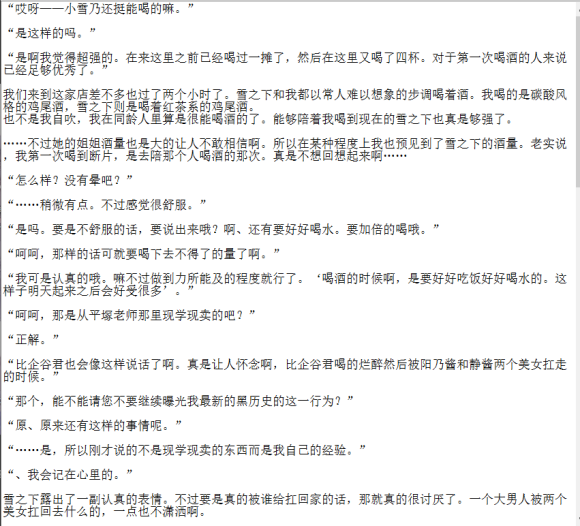 “哎呀——小雪乃还挺能喝的嘛。”
“是这样的吗。”
“是啊我觉得超强的。在来这里之前已经喝过一摊了，然后在这里又喝了四杯。对于第一次喝酒的人来说
已经足够优秀了。”
我们来到这家店差不多也过了两个小时了。雪之下和我都以常人难以想象的步调喝着酒。我喝的是碳酸风
格的鸡尾酒，雪之下则是喝着红茶系的鸡尾酒。
也不是我自吹，我在同龄人里算是很能喝酒的了。能够陪着我喝到现在的雪之下也真是够强了。
……不过她的姐姐酒量也是大的让人不敢相信啊。所以在某种程度上我也预见到了雪之下的酒量。老实说
，我第一次喝到断片，是去陪那个人喝酒的那次。真是不想回想起来啊……
“怎么样？没有晕吧？”
“……稍微有点。不过感觉很舒服。”
“是吗。要是不舒服的话，要说出来哦？啊、还有要好好喝水。要加倍的喝哦。”
“呵呵，那样的话可就要喝下去不得了的量了啊。”
“我可是认真的哦。嘛不过做到力所能及的程度就行了。‘喝酒的时候啊，是要好好吃饭好好喝水的。这
样子明天起来之后会好受很多’。”
“呵呵，那是从平塚老师那里现学现卖的吧？”
“正解。”
“比企谷君也会像这样说话了啊。真是让人怀念啊，比企谷君喝的烂醉然后被阳乃酱和静酱两个美女扛走
的时候。”
“那个，能不能请您不要继续曝光我最新的黑历史的这一行为？”
“原、原来还有这样的事情呢。”
“……是，所以刚才说的不是现学现卖的东西而是我自己的经验。”
“、我会记在心里的。”
雪之下露出了一副认真的表情。不过要是真的被谁给扛回家的话，那就真的很讨厌了。一个大男人被两个
美女扛回去什么的，一点也不潇洒啊。